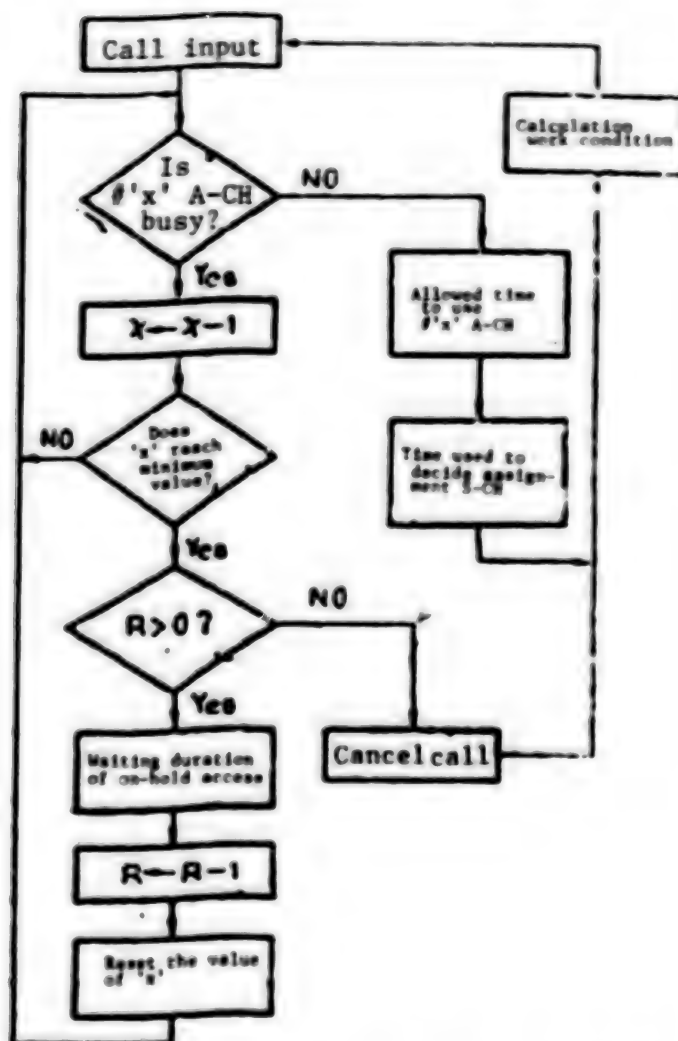 Call input
Calculation
work condition
Is
#'x' A-CH
busy?
NO
Yes
Allowed time
to use
#'x' A-CH
X←X-1
NO
Does
'x' reach
minimum
value?
Time used to
decide assign-
ment S-CH
Yes
R>0?
NO
Yes
Waiting duration
of on-hold access
Cancel call
R←R-1
Reset the value
of 'x'